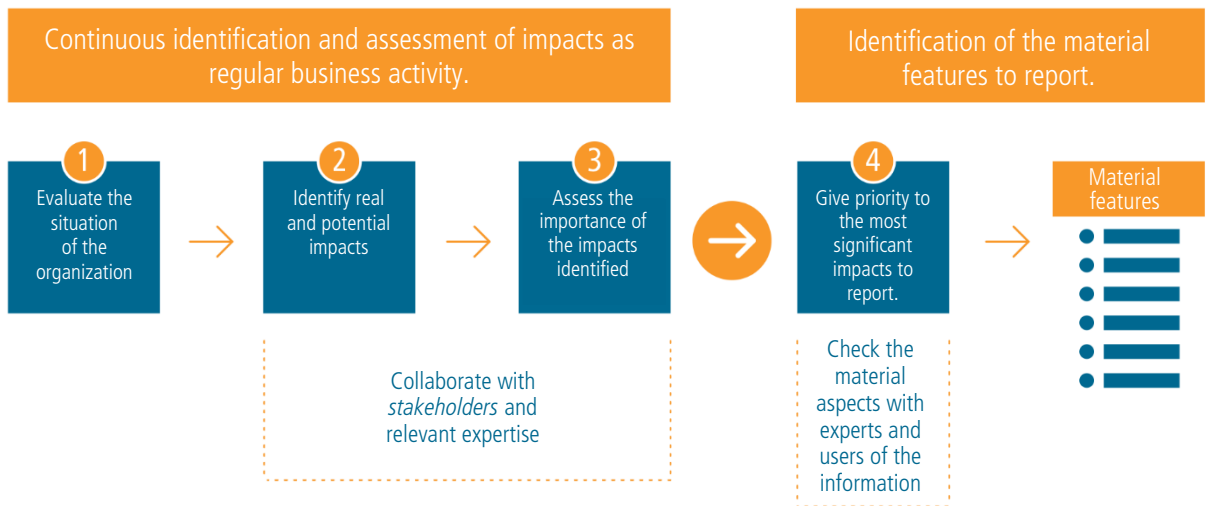 Continuous identification and assessment of impacts as
regular business activity.
Identification of the material
features to report.
1
Evaluate the
situation
of the
organization
2
Identify real
and potential
impacts
3
Assess the
importance of
the impacts
identified
4
Give priority to
the most
significant
impacts to
report.
Material
features
Collaborate with
stakeholders and
relevant expertise
Check the
material
aspects with
experts and
users of the
information